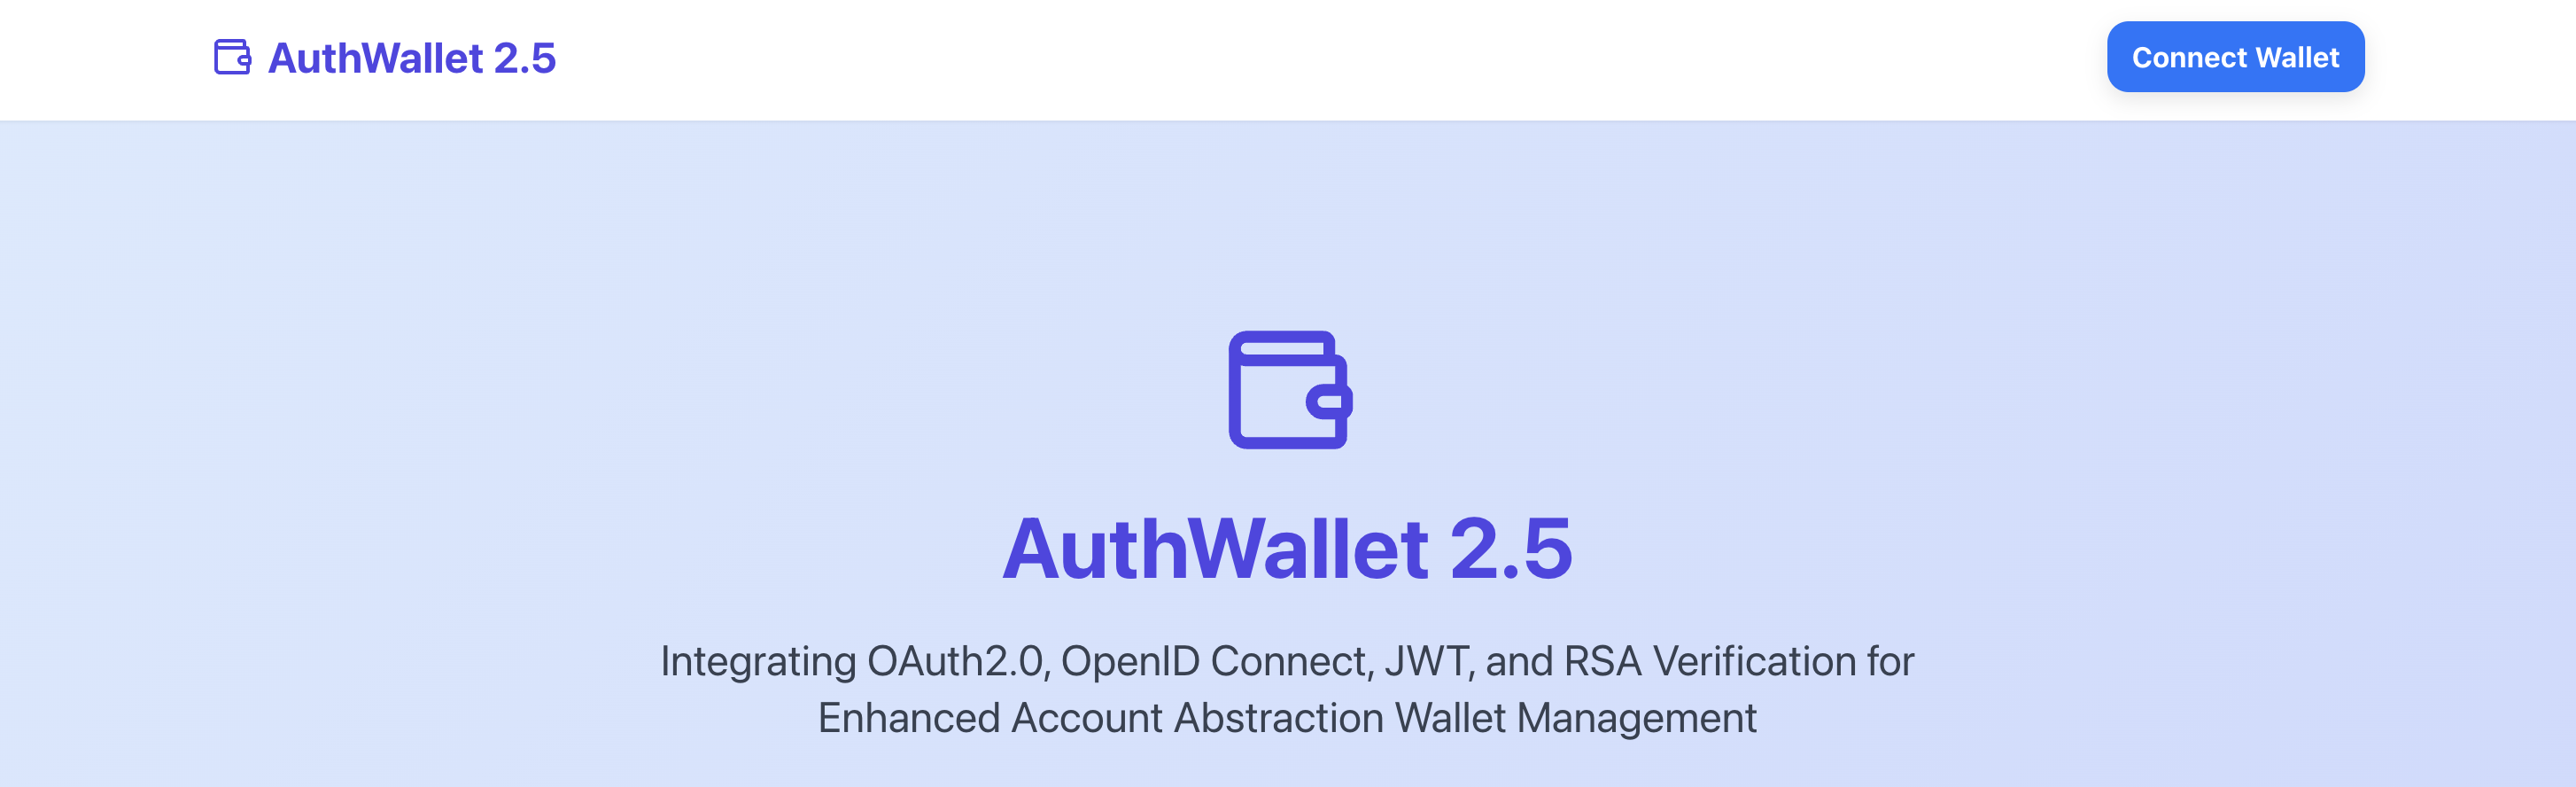 AuthWallet 2.5
Connect Wallet
AuthWallet 2.5
Integrating OAuth2.0, OpenID Connect, JWT, and RSA Verification for
Enhanced Account Abstraction Wallet Management